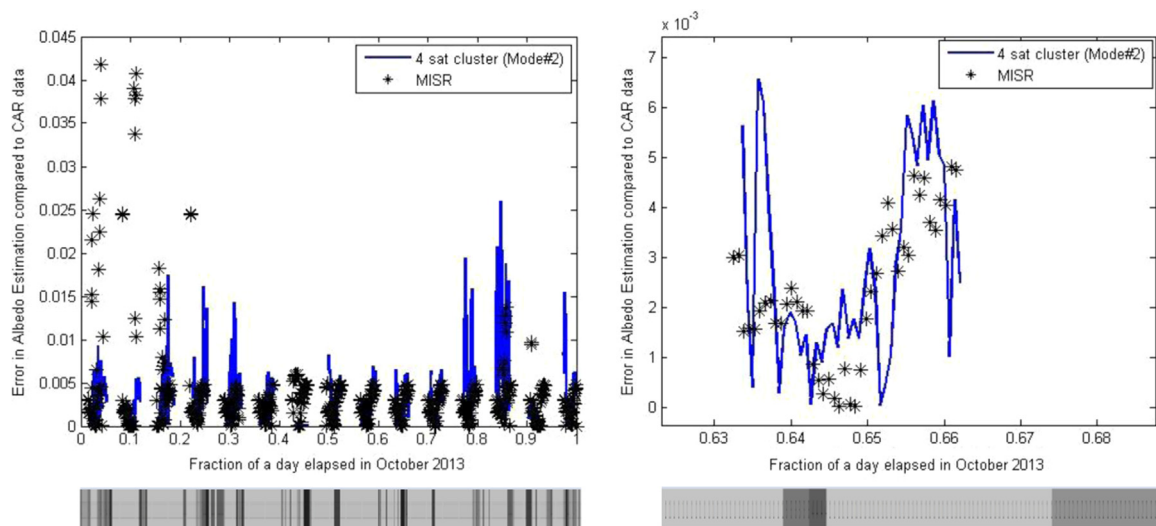 0.045
0.04
0.035
0.03
0.025
0.02
0.015
0.01
0.005
0
Error in Albedo Estimation compared to CAR data
4 sat cluster (Mode#2)
MISR
0 0.1 0.2 0.3 0.4 0.5 0.6 0.7 0.8 0.9 1
Fraction of a day elapsed in October 2013
x 10⁻³
7
6
5
4
3
2
1
0
Error in Albedo Estimation compared to CAR data
4 sat cluster (Mode#2)
MISR
0.63 0.64 0.65 0.66 0.67 0.68
Fraction of a day elapsed in October 2013